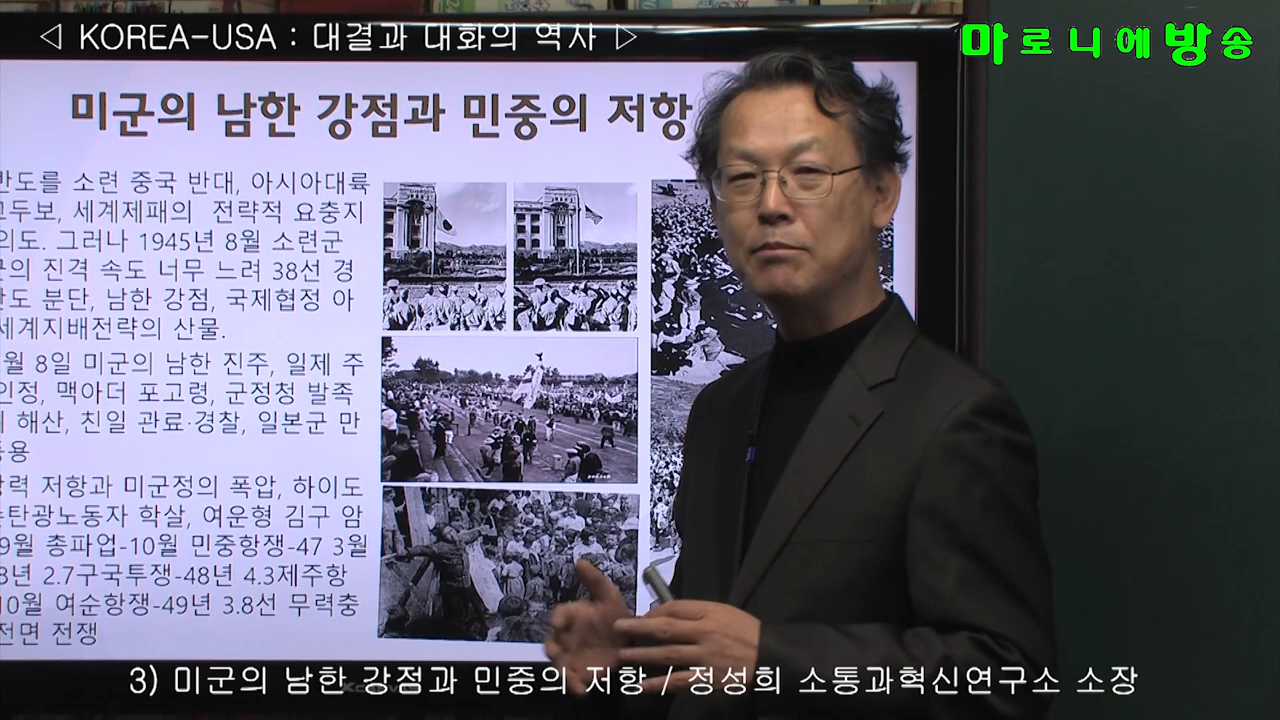 ◁ KOREA-USA : 대결과 대화의 역사 ▷
마로니에방송
미군의 남한 강점과 민중의 저항
반도를 소련 중국 반대, 아시아대륙
교두보, 세계제패의 전략적 요충지
의도. 그러나 1945년 8월 소련군
군의 진격 속도 너무 느려 38선 경
반도 분단, 남한 강점, 국제협정 아
세계지배전략의 산물.
월 8일 미군의 남한 진주, 일제 주
인정, 맥아더 포고령, 군정청 발족
해산, 친일 관료·경찰, 일본군 만
등용
저항과 미군정의 폭압, 하이도
탄광노동자 학살, 여운형 김구 암
9월 총파업-10월 민중항쟁-47 3월
8년 2.7구국투쟁-48년 4.3제주항
10월 여순항쟁-49년 3.8선 무력충
전면 전쟁
3) 미군의 남한 강점과 민중의 저항 / 정성희 소통과혁신연구소 소장